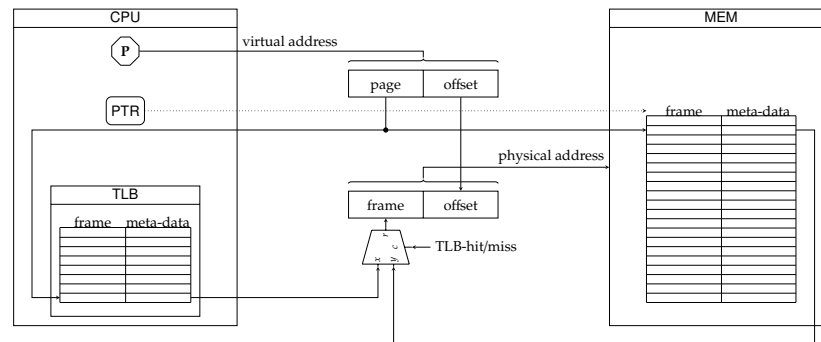 CPU
MEM
P
virtual address
page
offset
PTR
frame
meta-data
physical address
TLB
frame
offset
frame
meta-data
r
c
x
y
TLB-hit/miss